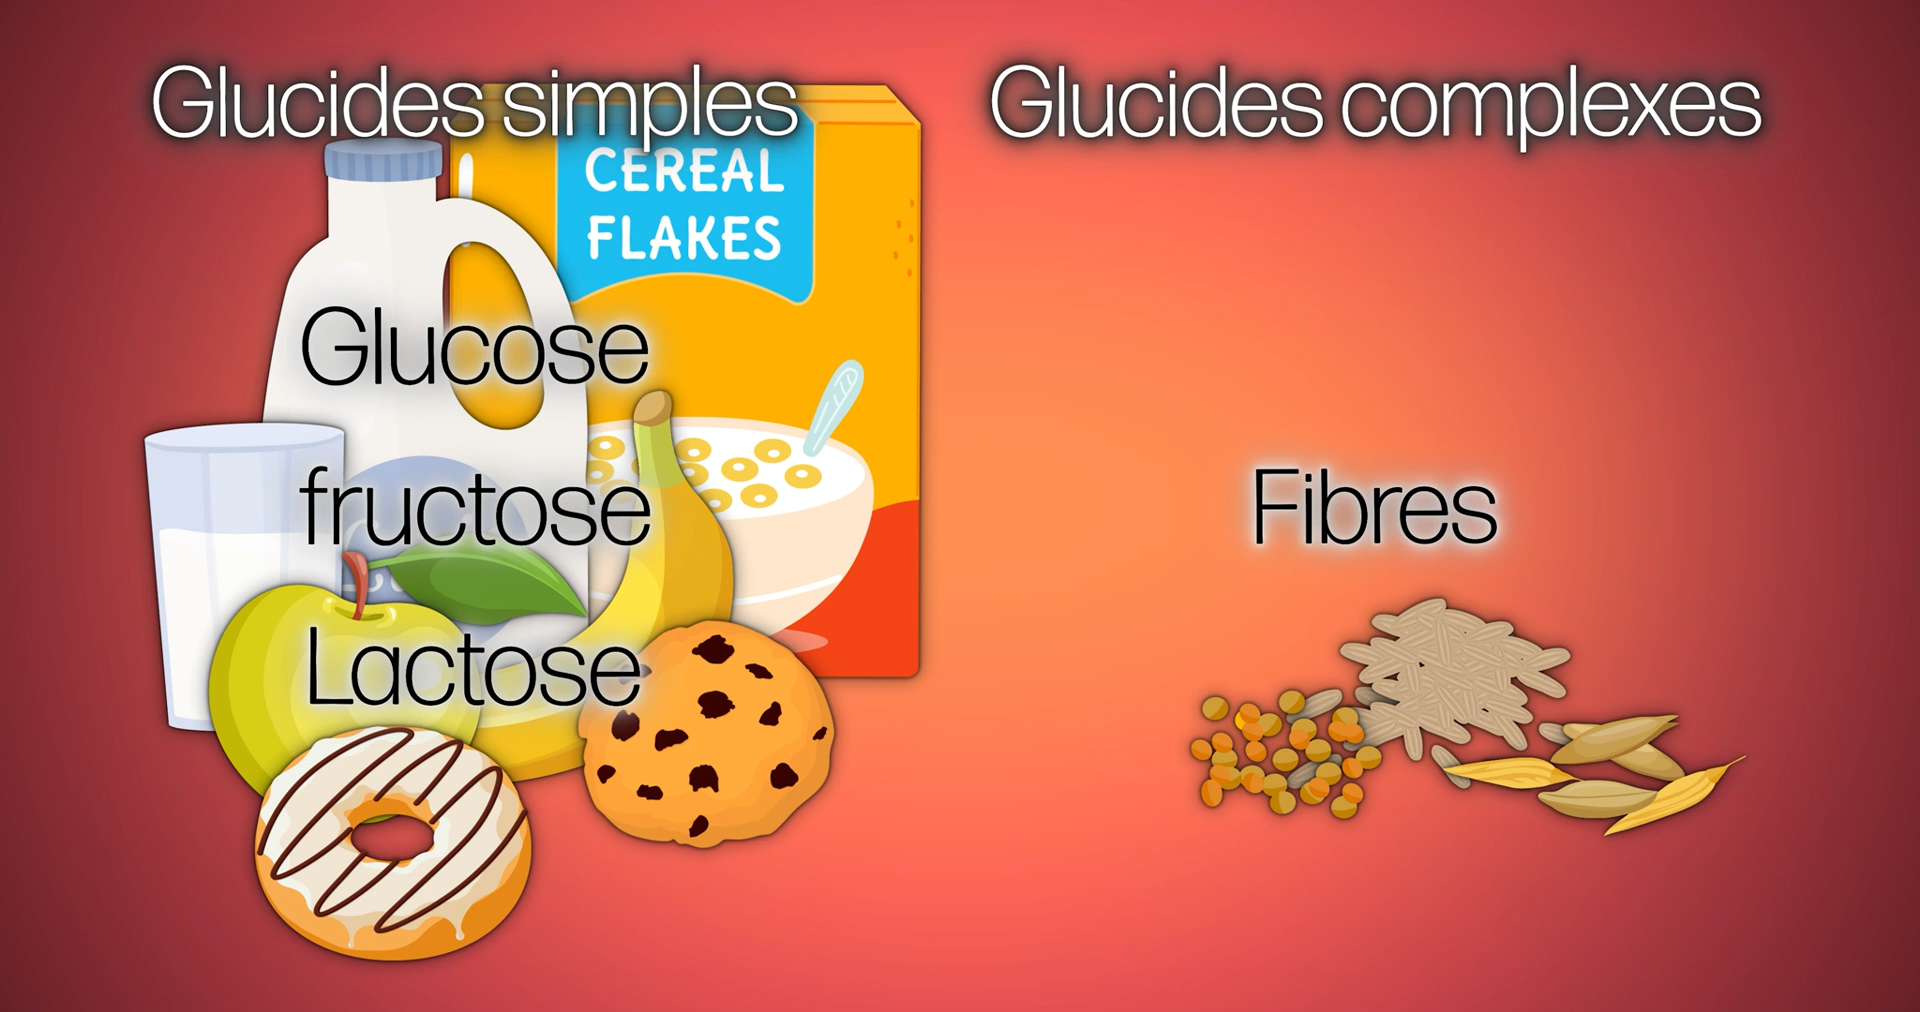 Glucides simples
Glucides complexes
CEREAL
FLAKES
Glucose
fructose
Fibres
Lactose